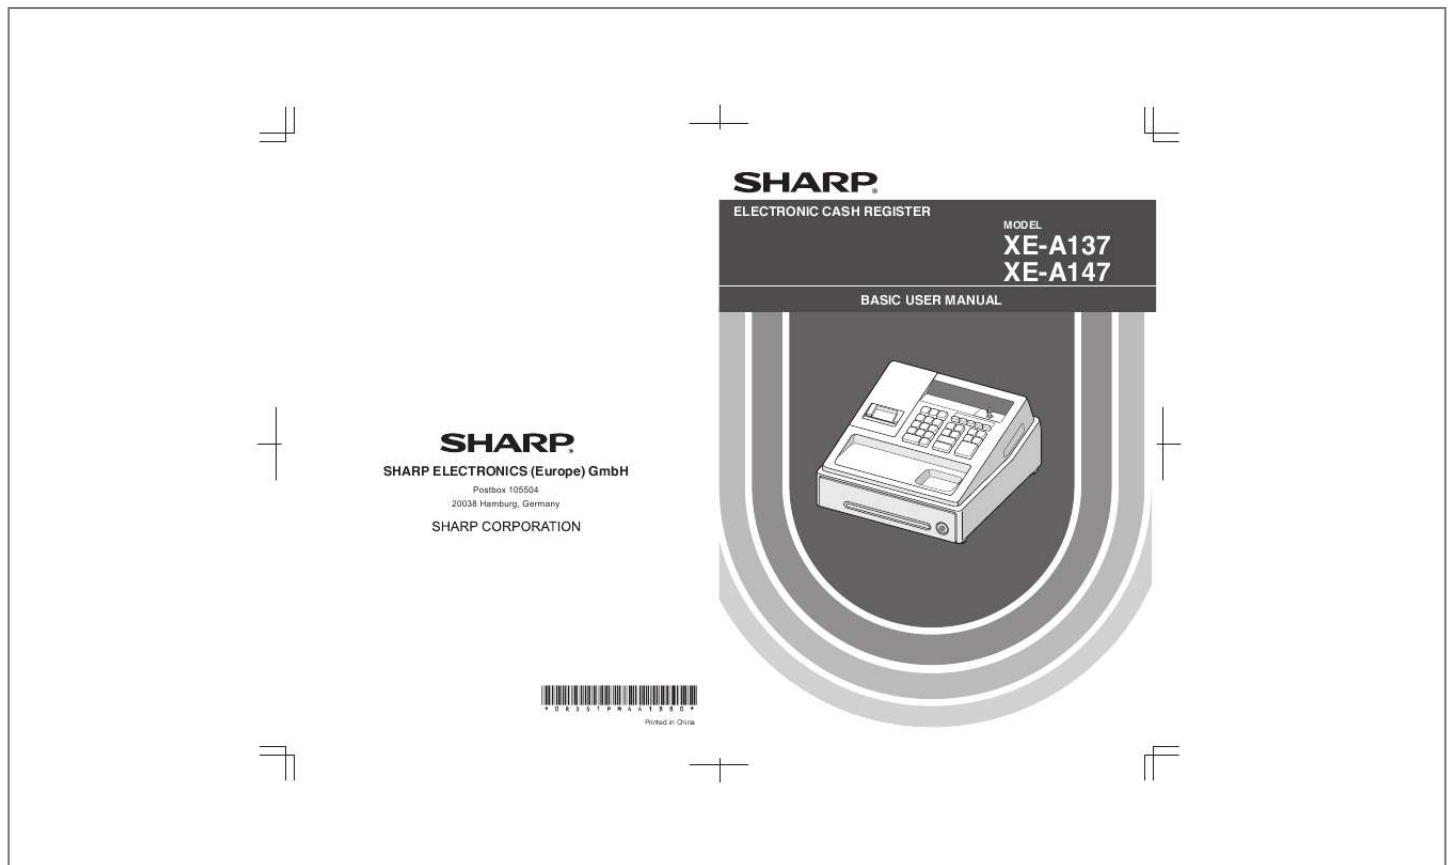 SHARP®
ELECTRONIC CASH REGISTER
MODEL
XE-A137
XE-A147
BASIC USER MANUAL
SHARP®
SHARP ELECTRONICS (Europe) GmbH
Postbox 105504
20038 Hamburg, Germany
SHARP CORPORATION
Printed in China